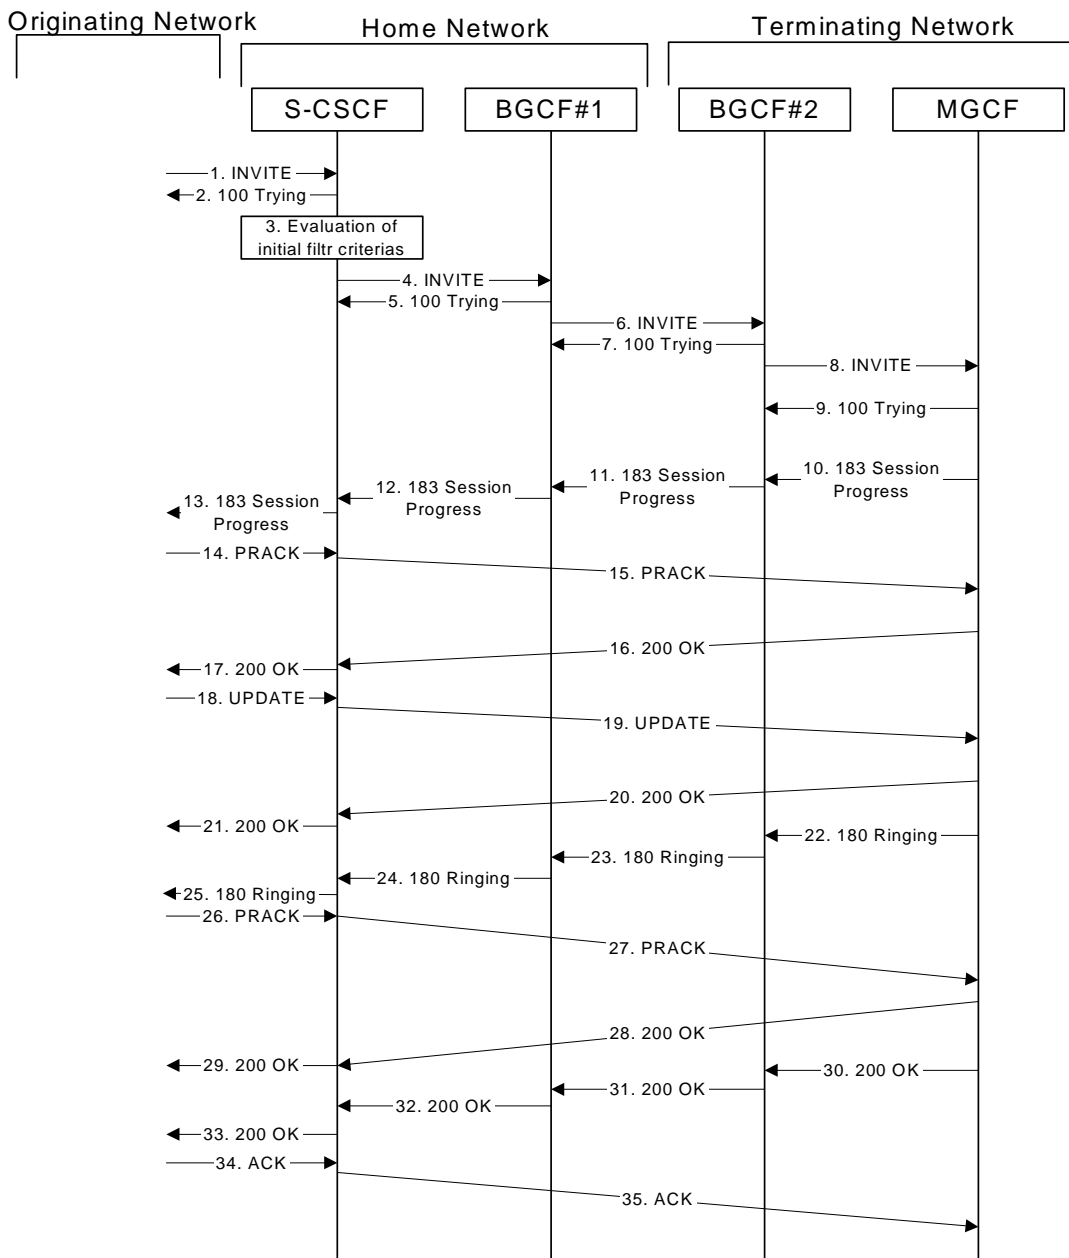 Originating Network
Home Network
Terminating Network
S-CSCF
BGCF#1
BGCF#2
MGCF
1. INVITE
2. 100 Trying
3. Evaluation of
initial filtr criterias
4. INVITE
5. 100 Trying
6. INVITE
7. 100 Trying
8. INVITE
9. 100 Trying
10. 183 Session
Progress
11. 183 Session
Progress
12. 183 Session
Progress
13. 183 Session
Progress
14. PRACK
15. PRACK
16. 200 OK
17. 200 OK
18. UPDATE
19. UPDATE
20. 200 OK
21. 200 OK
22. 180 Ringing
23. 180 Ringing
24. 180 Ringing
25. 180 Ringing
26. PRACK
27. PRACK
28. 200 OK
29. 200 OK
30. 200 OK
31. 200 OK
32. 200 OK
33. 200 OK
34. ACK
35. ACK